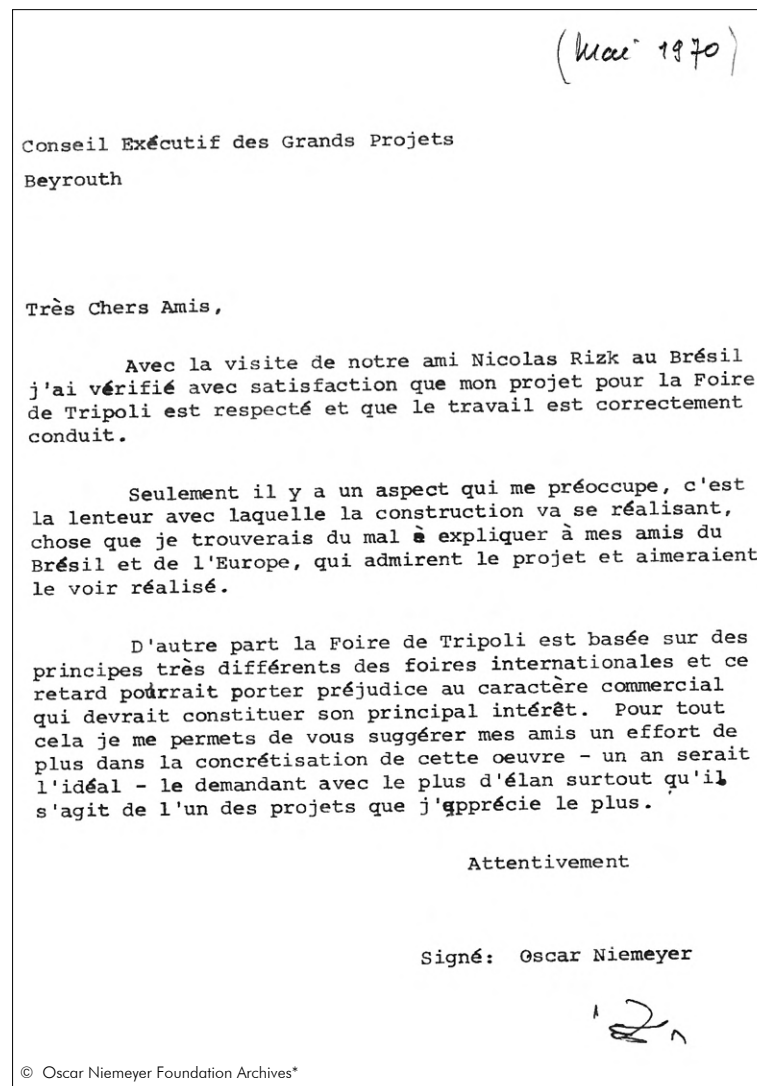 (Mai 1970)
Conseil Exécutif des Grands Projets
Beyrouth
Très Chers Amis,
Avec la visite de notre ami Nicolas Rizk au Brésil
j'ai vérifié avec satisfaction que mon projet pour la Foire
de Tripoli est respecté et que le travail est correctement
conduit.
Seulement il y a un aspect qui me préoccupe, c'est
la lenteur avec laquelle la construction va se réalisant,
chose que je trouverais du mal à expliquer à mes amis du
Brésil et de l'Europe, qui admirent le projet et aimeraient
le voir réalisé.
D'autre part la Foire de Tripoli est basée sur des
principes très différents des foires internationales et ce
retard pourrait porter préjudice au caractère commercial
qui devrait constituer son principal intérêt. Pour tout
cela je me permets de vous suggérer mes amis un effort de
plus dans la concrétisation de cette oeuvre - un an serait
l'idéal - le demandant avec le plus d'élan surtout qu'il
s'agit de l'un des projets que j'apprécie le plus.
Attentivement
Signé: Oscar Niemeyer
© Oscar Niemeyer Foundation Archives*